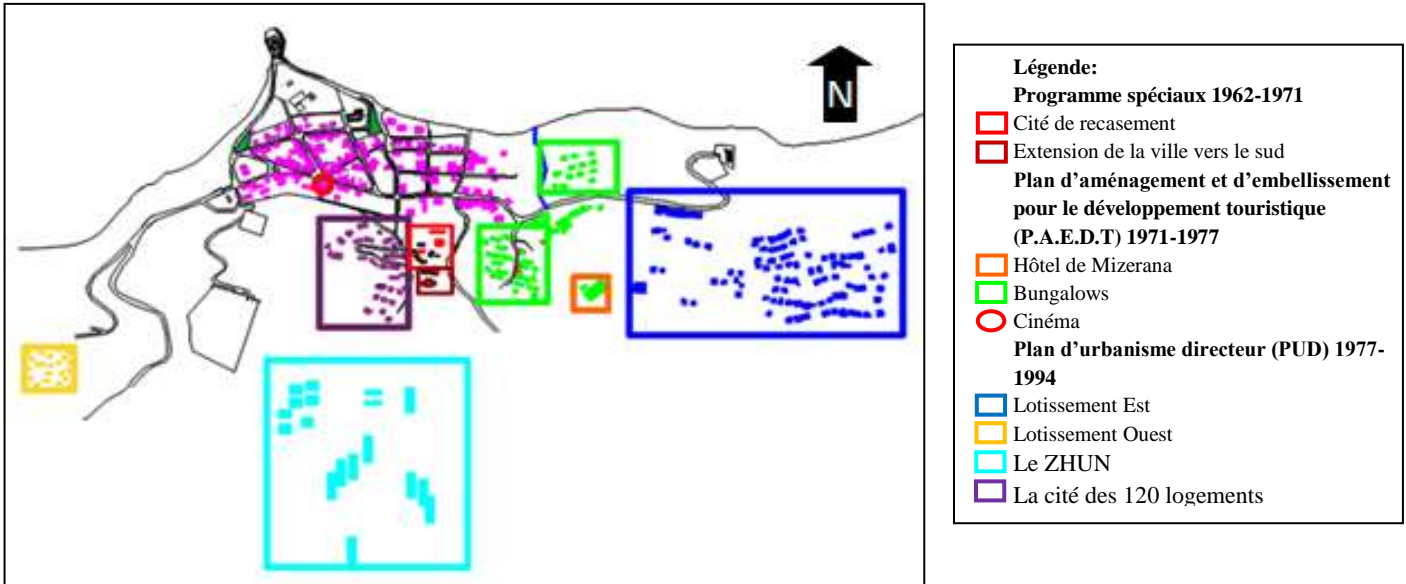 N
Légende:
Programme spéciaux 1962-1971
Cité de recasement
Extension de la ville vers le sud
Plan d’aménagement et d’embellissement
pour le développement touristique
(P.A.E.D.T) 1971-1977
Hôtel de Mizerana
Bungalows
Cinéma
Plan d’urbanisme directeur (PUD) 1977-
1994
Lotissement Est
Lotissement Ouest
Le ZHUN
La cité des 120 logements